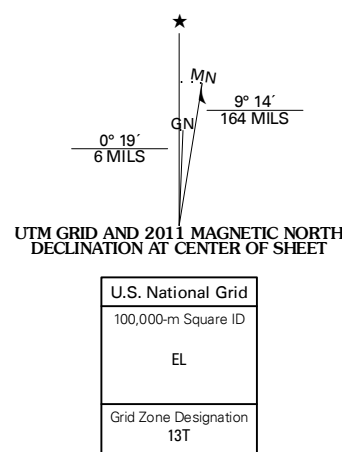 ★
MN
GN
9° 14´
164 MILS
0° 19´
6 MILS
UTM GRID AND 2011 MAGNETIC NORTH
DECLINATION AT CENTER OF SHEET
U.S. National Grid
100,000-m Square ID
EL
Grid Zone Designation
13T